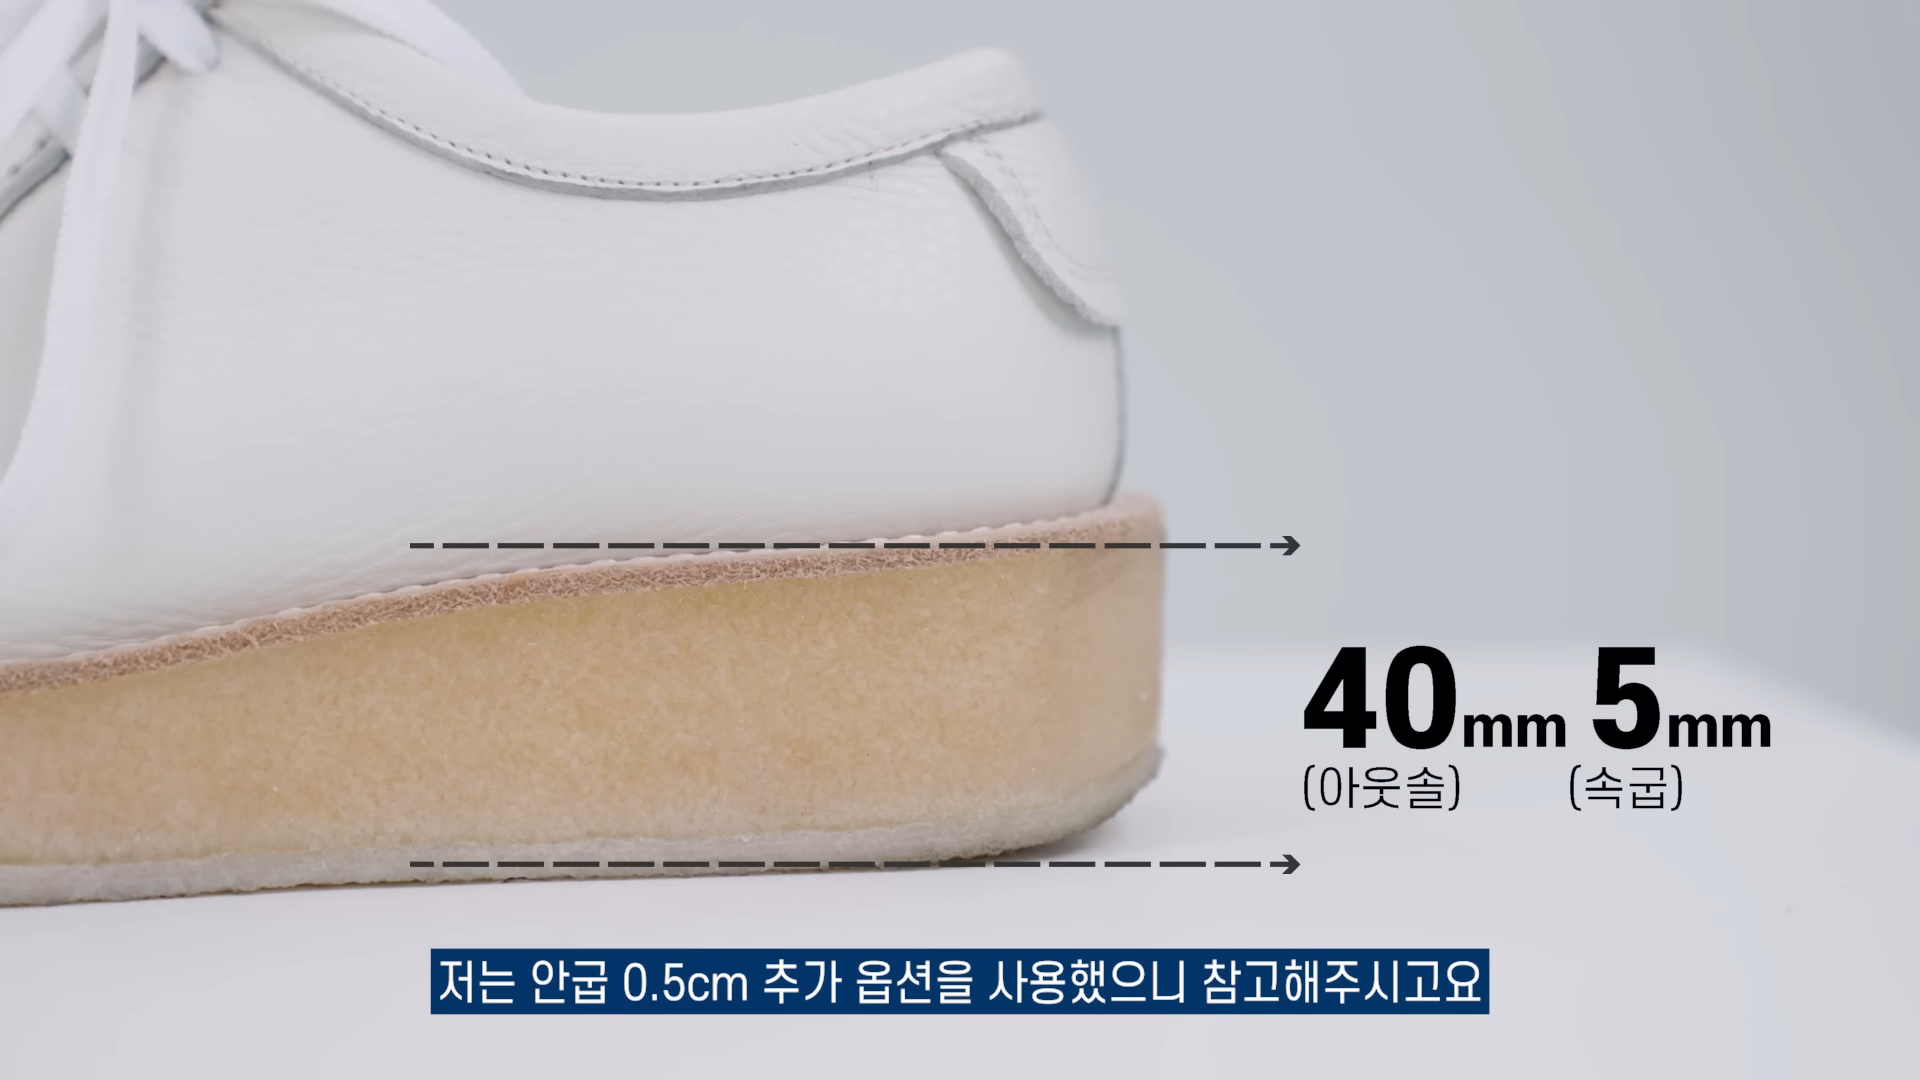 40mm 5mm
(아웃솔) (속굽)
저는 안굽 0.5cm 추가 옵션을 사용했으니 참고해주시고요